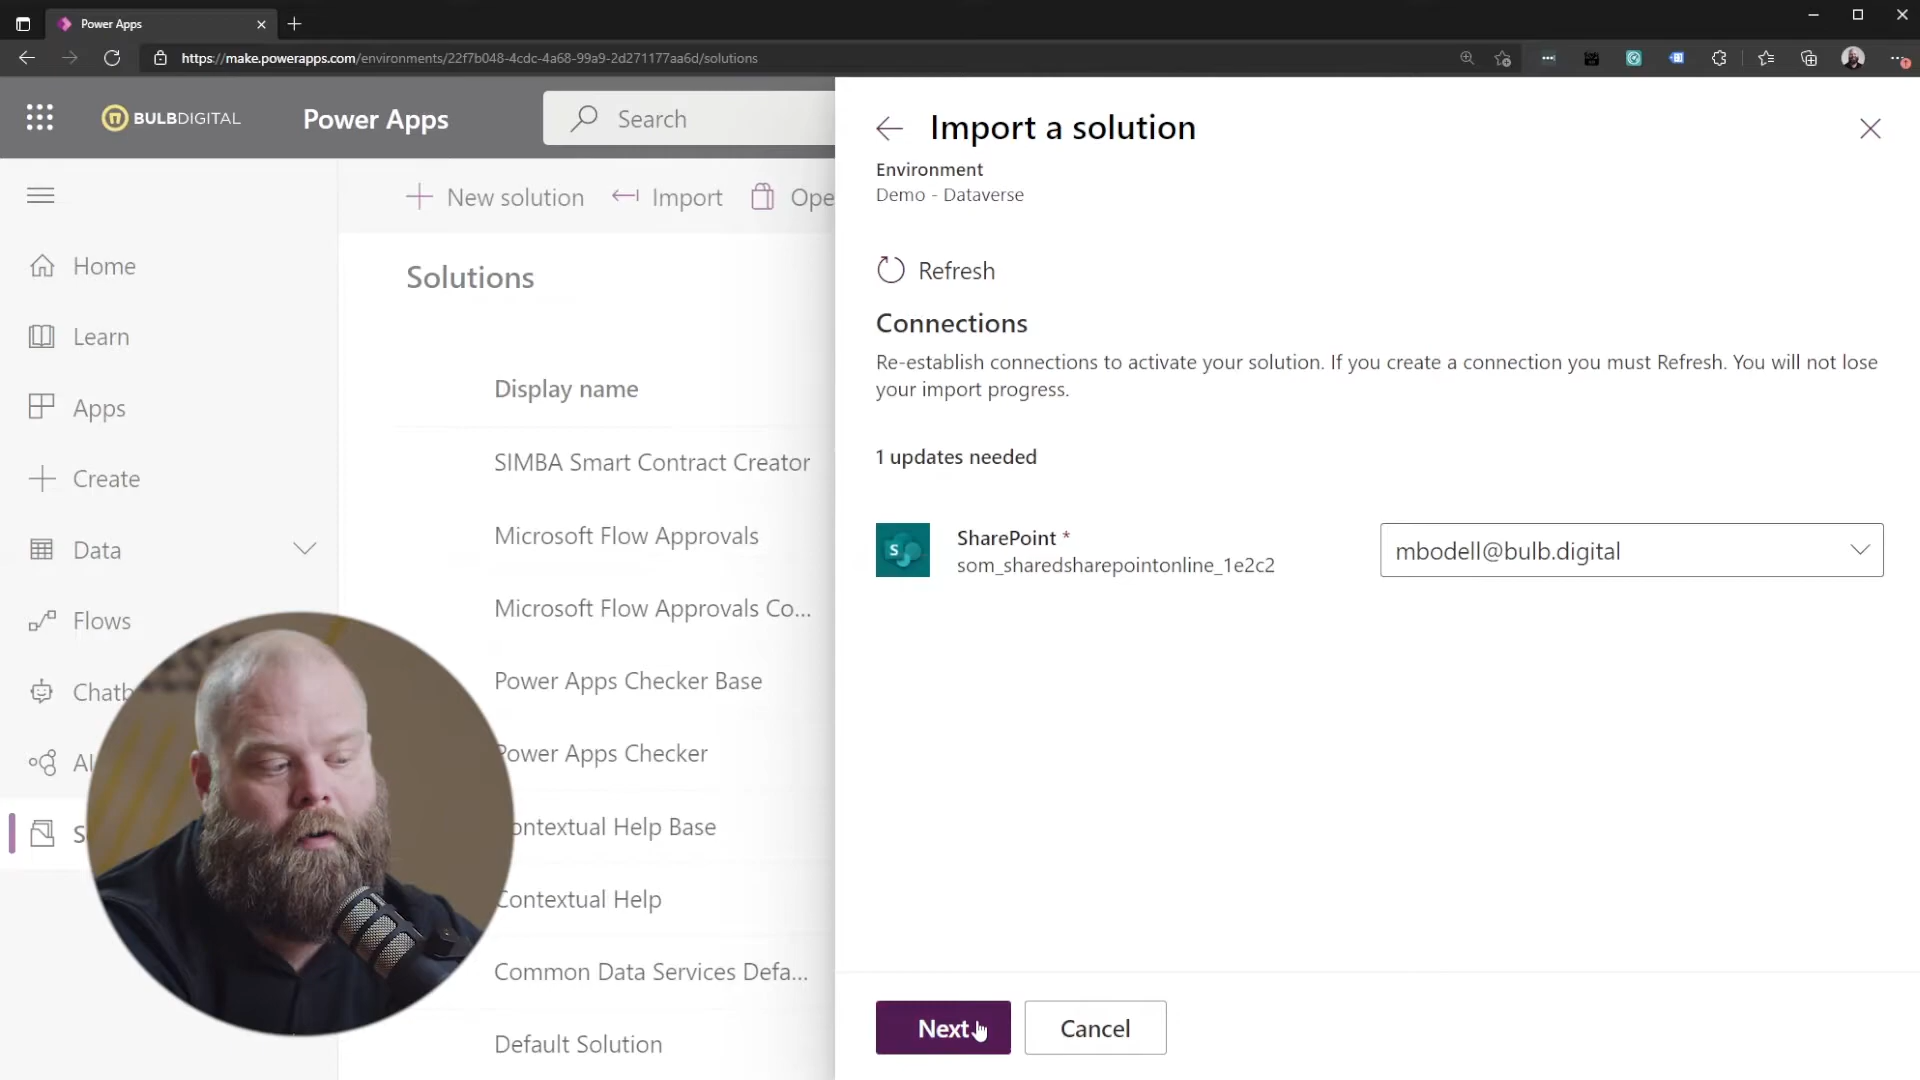 Power Apps
https://make.powerapps.com/environments/22f7b048-4cdc-4a68-99a9-2d271177aa6d/solutions
BULBDIGITAL
Power Apps
Search
Import a solution
Environment
Demo - Dataverse
New solution
Import
Ope
Home
Learn
Apps
Create
Data
Flows
Chatb
AI
S
Solutions
Display name
SIMBA Smart Contract Creator
Microsoft Flow Approvals
Microsoft Flow Approvals Co...
Power Apps Checker Base
Power Apps Checker
ontextual Help Base
Contextual Help
Common Data Services Defa...
Default Solution
Refresh
Connections
Re-establish connections to activate your solution. If you create a connection you must Refresh. You will not lose
your import progress.
1 updates needed
S
SharePoint *
som_sharedsharepointonline_1e2c2
mbodell@bulb.digital
Next
Cancel